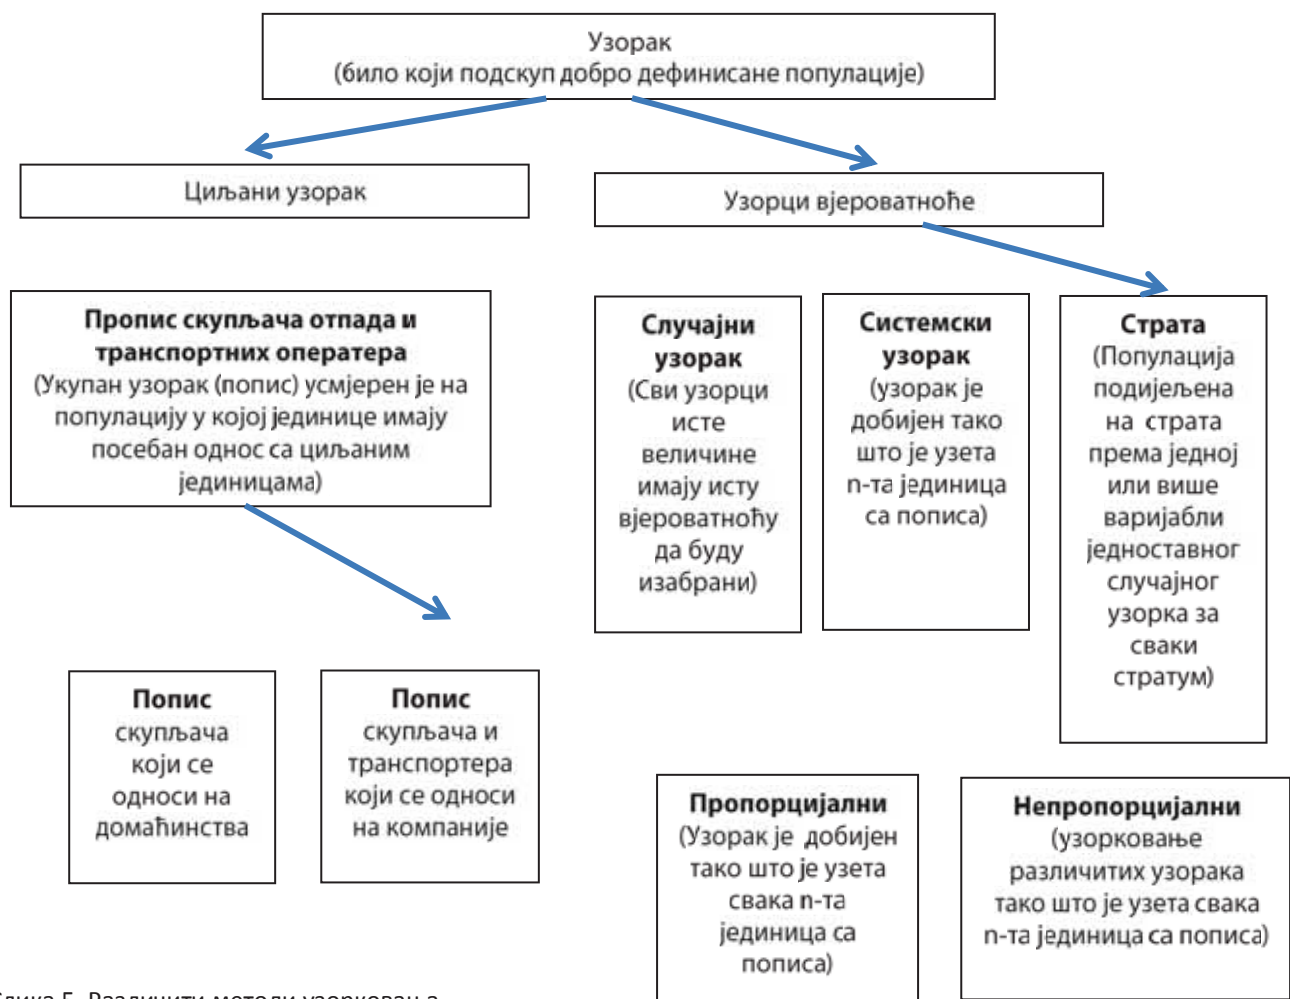 Узорак
(било који подскуп добро дефинисане популације)
Циљани узорак
Узорци вјероватноће
Пропис скупљача отпада и
транспортних оператера
(Укупан узорак (попис) усмјерен је на
популацију у којој јединице имају
посебан однос са циљаним
јединицама)
Случајни
узорак
(Сви узорци
исте
величине
имају исту
вјероватноћу
да буду
изабрани)
Системски
узорак
(узорак је
добијен тако
што је узета
n-та јединица
са пописа)
Страта
(Популација
подијељена
на страта
према једној
или више
варијабли
једноставног
случајног
узорка за
сваки
стратум)
Попис
скупљача
који се
односи на
домаћинства
Попис
скупљача и
транспортера
који се односи
на компаније
Пропорцијални
(Узорак је добијен
тако што је узета
свака n-та
јединица са
пописа)
Непропорцијални
(узорковање
различитих узорака
тако што је узета свака
n-та јединица са пописа)
Слика 5. Различити методи узорковања